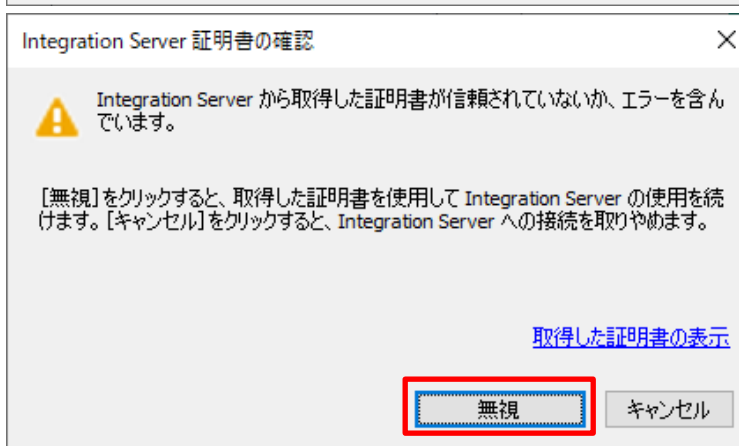 Integration Server 証明書の確認
Integration Server から取得した証明書が信頼されていないか、エラーを含ん
でいます。
[無視]をクリックすると、取得した証明書を使用して Integration Server の使用を続
けます。[キャンセル]をクリックすると、Integration Server への接続を取りやめます。
取得した証明書の表示
無視
キャンセル